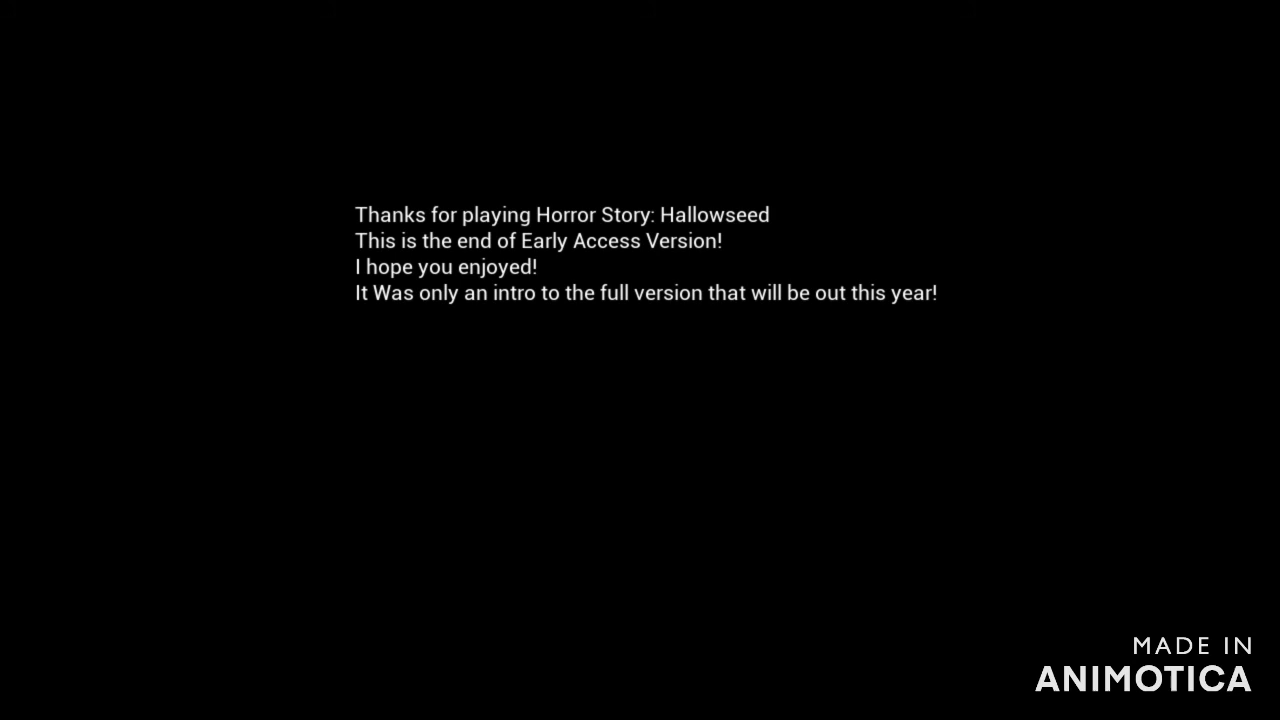 Thanks for playing Horror Story: Hallowseed
This is the end of Early Access Version!
I hope you enjoyed!
It Was only an intro to the full version that will be out this year!
MADE IN
ANIMOTICA